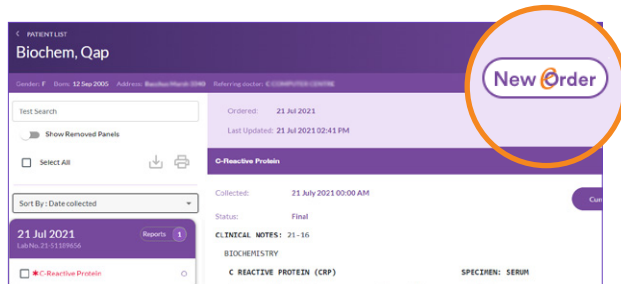 < PATIENT LIST
Biochem, Qap
Gender: F Born: 12 Sep 2005 Address: Referring doctor:
New Order
Test Search
Show Removed Panels
Select All
Sort By : Date collected
21 Jul 2021
Reports 1
Lab No. 21-51109656
*C-Reactive Protein
Ordered: 21 Jul 2021
Last Updated: 21 Jul 2021 02:41 PM
C-Reactive Protein
Collected: 21 July 2021 00:00 AM
Cum
Status: Final
CLINICAL NOTES: 21-16
BIOCHEMISTRY
C REACTIVE PROTEIN (CRP) SPECIMEN: SERUM